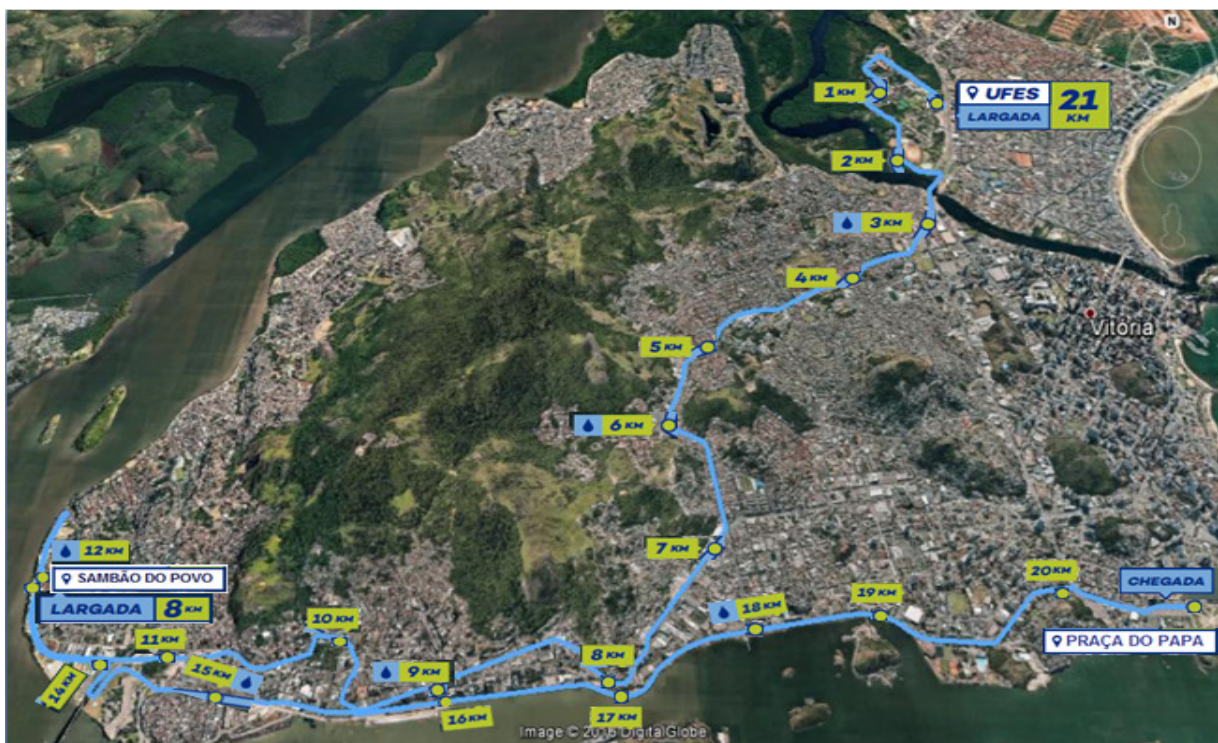 N
1 KM
UFES
LARGADA
21
KM
2 KM
3 KM
4 KM
Vitória
5 KM
6 KM
12 KM
SAMBÃO DO POVO
LARGADA 8 KM
7 KM
20 KM
CHEGADA
18 KM
19 KM
PRAÇA DO PAPA
10 KM
11 KM
15 KM
8 KM
9 KM
14 KM
16 KM
17 KM
Image © 2016 DigitalGlobe